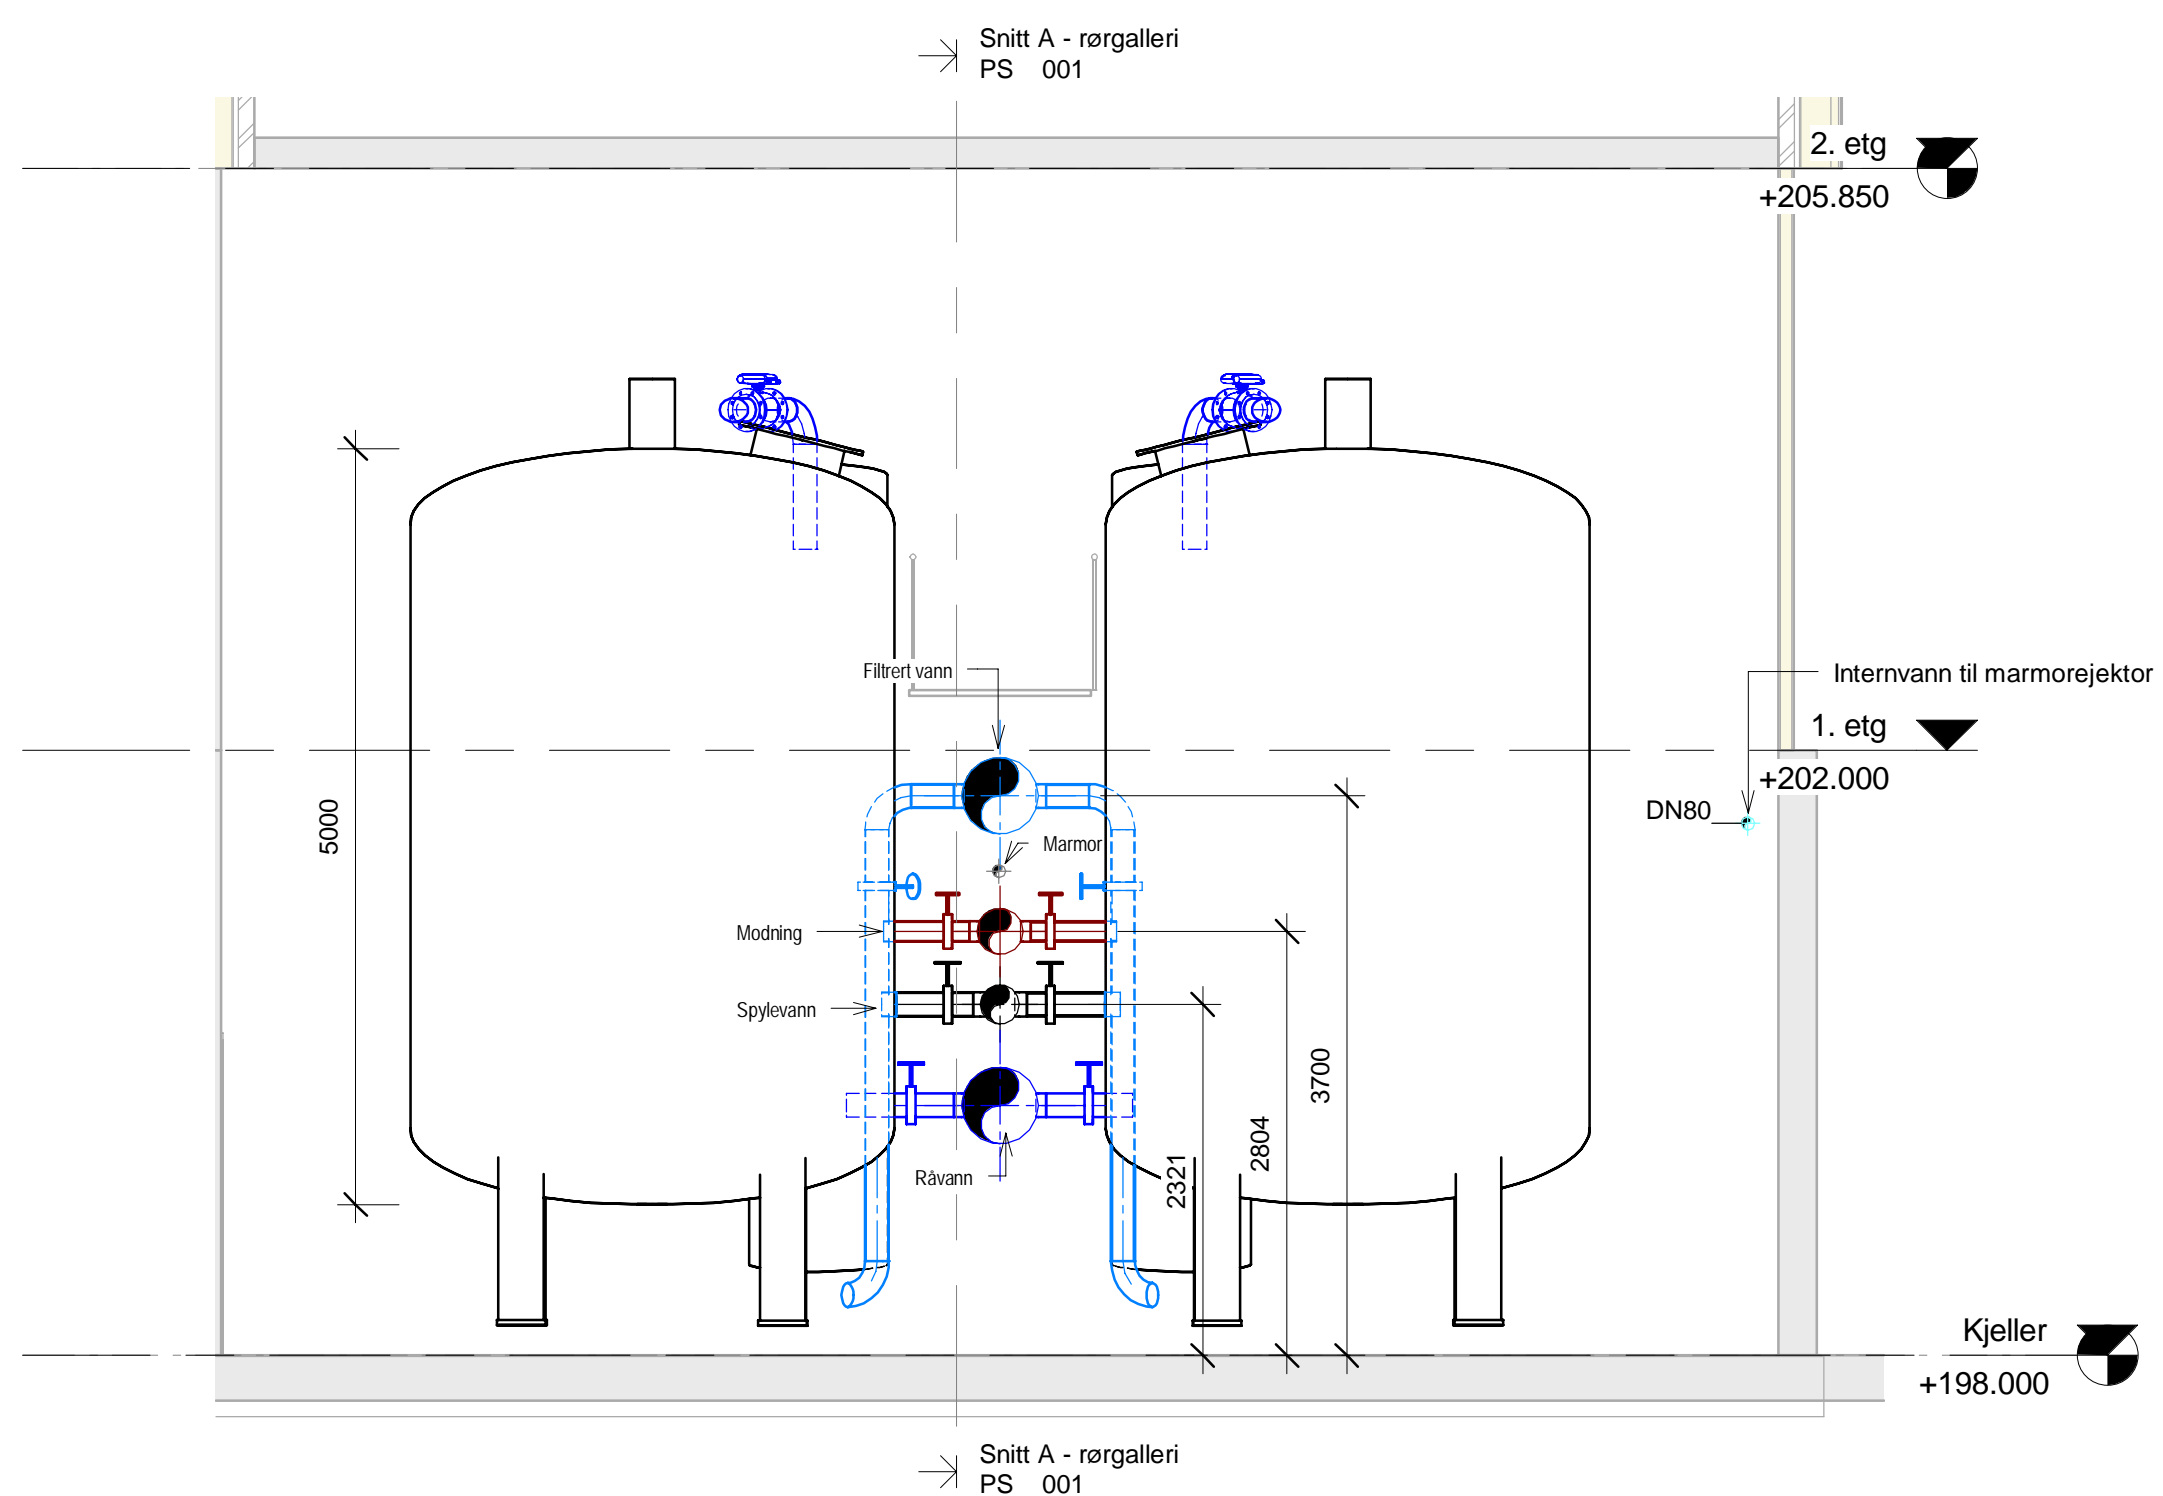 Snitt A - rørgalleri
PS 001
2. etg
+205.850
Filtrert vann
Internvann til marmorejektor
1. etg
+202.000
DN80
5000
Marmor
Modning
Spylevann
3700
2804
2321
Råvann
Kjeller
+198.000
Snitt A - rørgalleri
PS 001